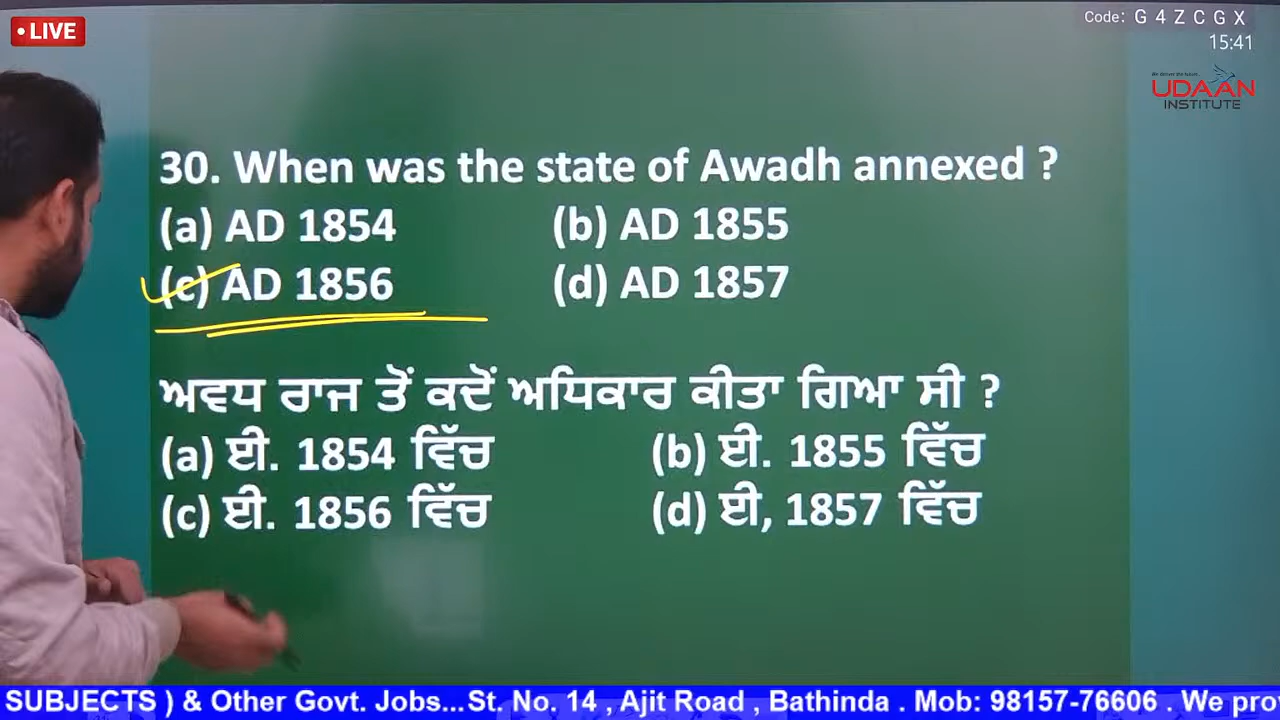 LIVE
Code: G 4 Z C G X
15:41
UDAAN
INSTITUTE
30. When was the state of Awadh annexed ?
(a) AD 1854 (b) AD 1855
(c) AD 1856 (d) AD 1857
ਅਵਧ ਰਾਜ ਤੋਂ ਕਦੋਂ ਅਧਿਕਾਰ ਕੀਤਾ ਗਿਆ ਸੀ ?
(a) ਈ. 1854 ਵਿੱਚ (b) ਈ. 1855 ਵਿੱਚ
(c) ਈ. 1856 ਵਿੱਚ (d) ਈ, 1857 ਵਿੱਚ
SUBJECTS ) & Other Govt. Jobs...St. No. 14 , Ajit Road , Bathinda . Mob: 98157-76606 . We pro